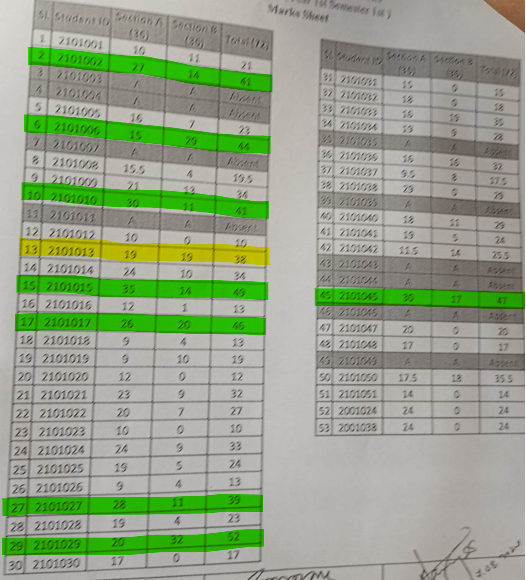 1st Semester 1st )
Marks Sheet
SL Student ID Section A (36) Section B (36) Total (72)
1 2101001 10 11 21
2 2101002 27 14 41
3 2101003 A A Absent
4 2101004 A A Absent
5 2101005 16 7 23
6 2101006 15 29 44
7 2101007 A A Absent
8 2101008 15.5 4 19.5
9 2101009 21 13 34
10 2101010 30 11 41
11 2101011 A A Absent
12 2101012 10 0 10
13 2101013 19 19 38
14 2101014 24 10 34
15 2101015 35 14 49
16 2101016 12 1 13
17 2101017 26 20 46
18 2101018 9 4 13
19 2101019 9 10 19
20 2101020 12 0 12
21 2101021 23 9 32
22 2101022 20 7 27
23 2101023 10 0 10
24 2101024 24 9 33
25 2101025 19 5 24
26 2101026 9 4 13
27 2101027 28 11 39
28 2101028 19 4 23
29 2101029 20 32 52
30 2101030 17 0 17
SL Student ID Section A (36) Section B (36) Total (72)
31 2101031 15 0 15
32 2101032 18 0 18
33 2101033 16 19 35
34 2101034 19 9 28
35 2101035 A A Absent
36 2101036 16 16 32
37 2101037 9.5 8 17.5
38 2101038 29 0 29
39 2101039 A A Absent
40 2101040 18 11 29
41 2101041 19 5 24
42 2101042 11.5 14 25.5
43 2101043 A A Absent
44 2101044 A A Absent
45 2101045 30 17 47
46 2101046 A A Absent
47 2101047 20 0 20
48 2101048 17 0 17
49 2101049 A A Absent
50 2101050 17.5 18 35.5
51 2101051 14 0 14
52 2001024 24 0 24
53 2001038 24 0 24